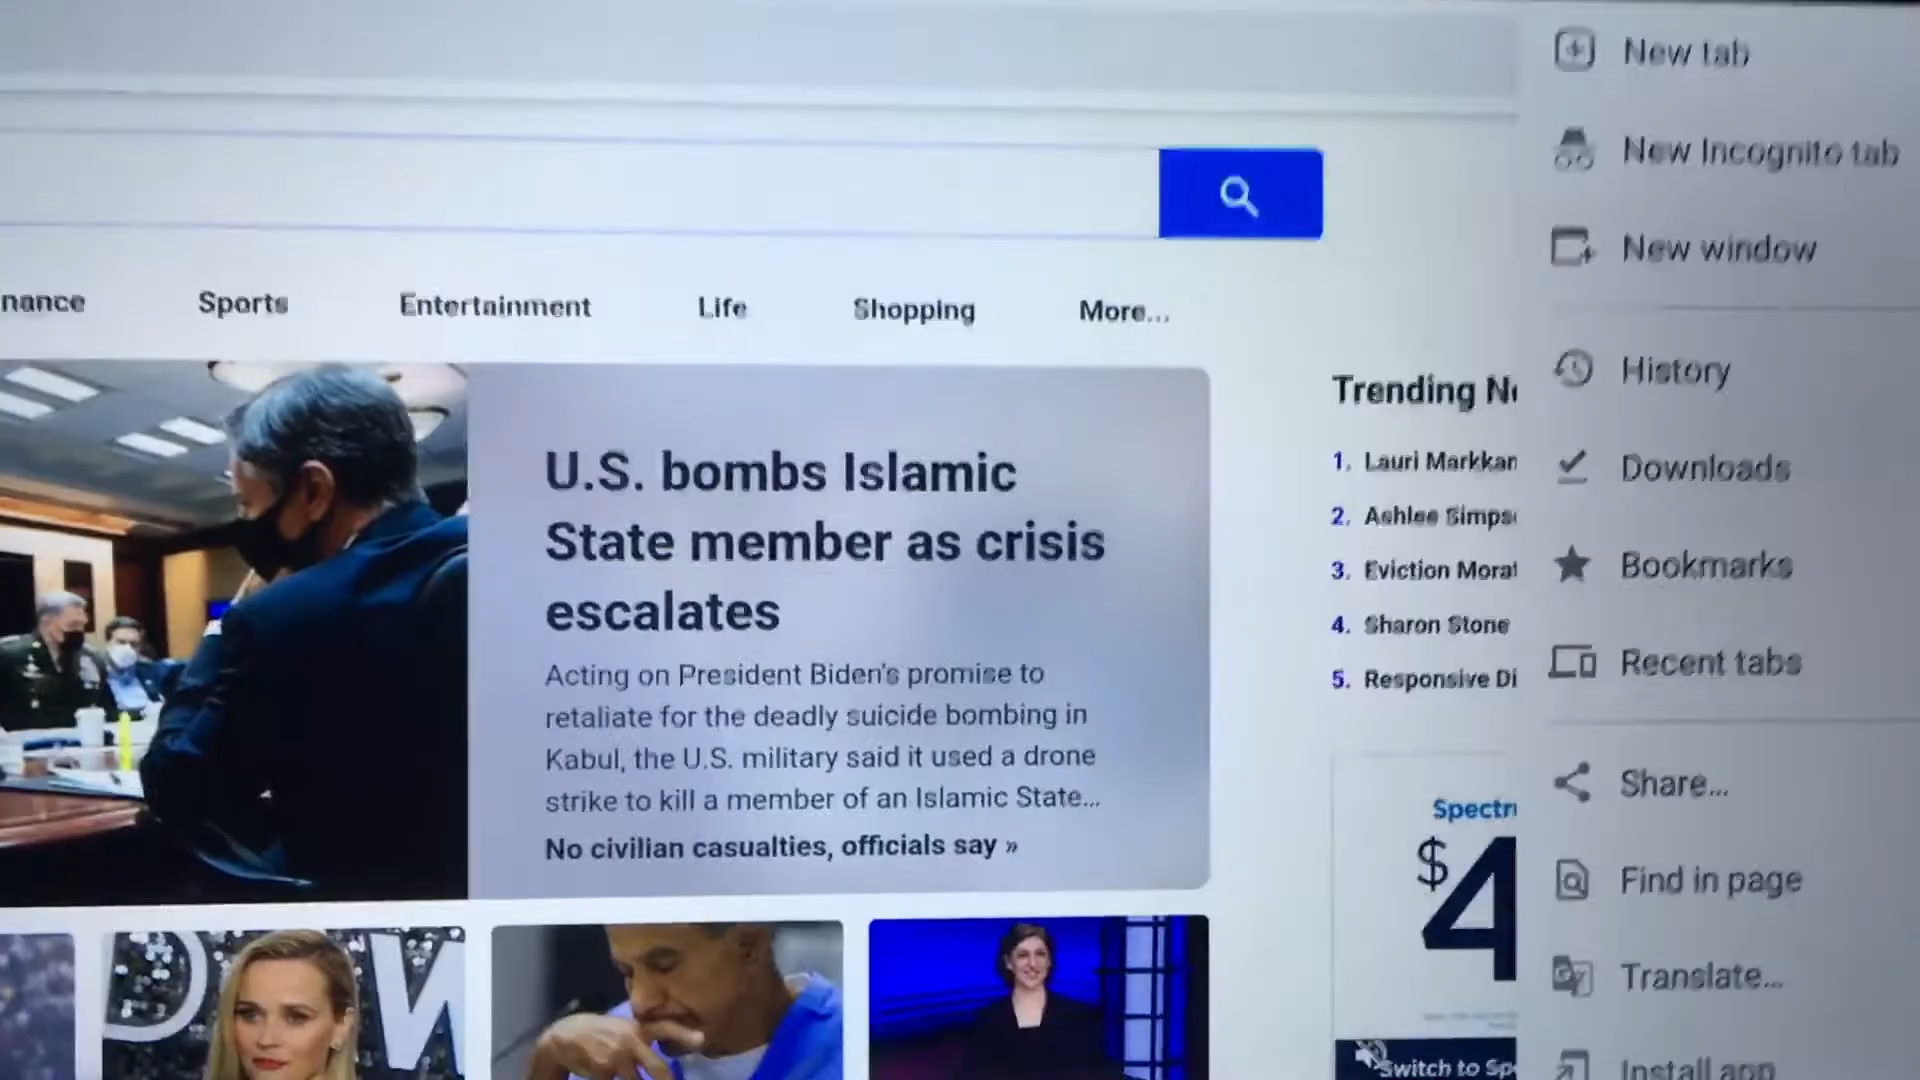 nance Sports Entertainment Life Shopping More...
U.S. bombs Islamic
State member as crisis
escalates
Acting on President Biden's promise to
retaliate for the deadly suicide bombing in
Kabul, the U.S. military said it used a drone
strike to kill a member of an Islamic State...
No civilian casualties, officials say »
Trending
1. Lauri Markkan
2. Ashlee Simps
3. Eviction Morat
4. Sharon Stone
5. Responsive Di
Spectr
$4
Switch to Sp
New tab
New Incognito tab
New window
History
Downloads
Bookmarks
Recent tabs
Share...
Find in page
Translate...
Install app